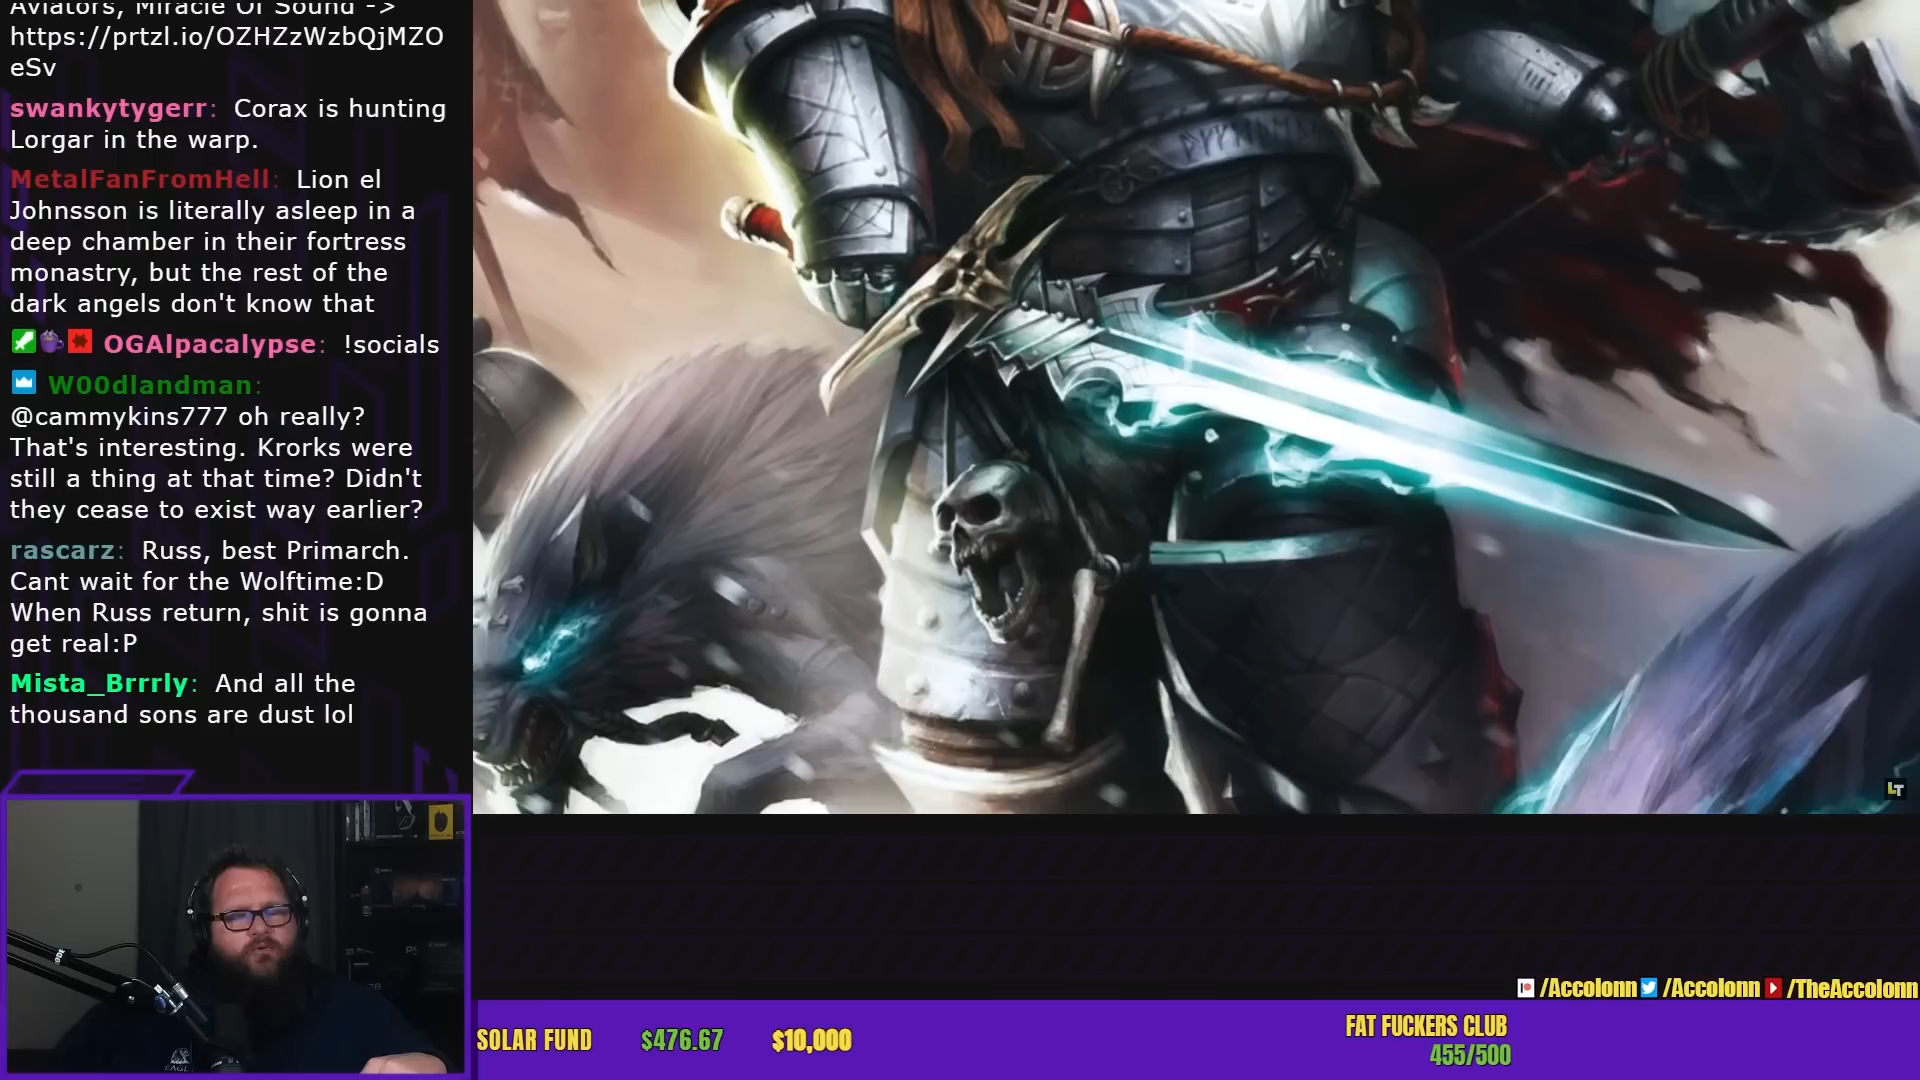 Aviators, Miracle Of Sound ->
https://prtzl.io/OZHZzWzbQjMZO
eSv
swankytygerr: Corax is hunting
Lorgar in the warp.
MetalFanFromHell: Lion el
Johnsson is literally asleep in a
deep chamber in their fortress
monastry, but the rest of the
dark angels don't know that
OGAlpacalypse: !socials
W00dlandman:
@cammykins777 oh really?
That's interesting. Krorks were
still a thing at that time? Didn't
they cease to exist way earlier?
rascarz: Russ, best Primarch.
Cant wait for the Wolftime:D
When Russ return, shit is gonna
get real:P
Mista_Brrrly: And all the
thousand sons are dust lol
LT
/Accolonn /Accolonn /TheAccolonn
SOLAR FUND $476.67 $10,000
FAT FUCKERS CLUB
455/500